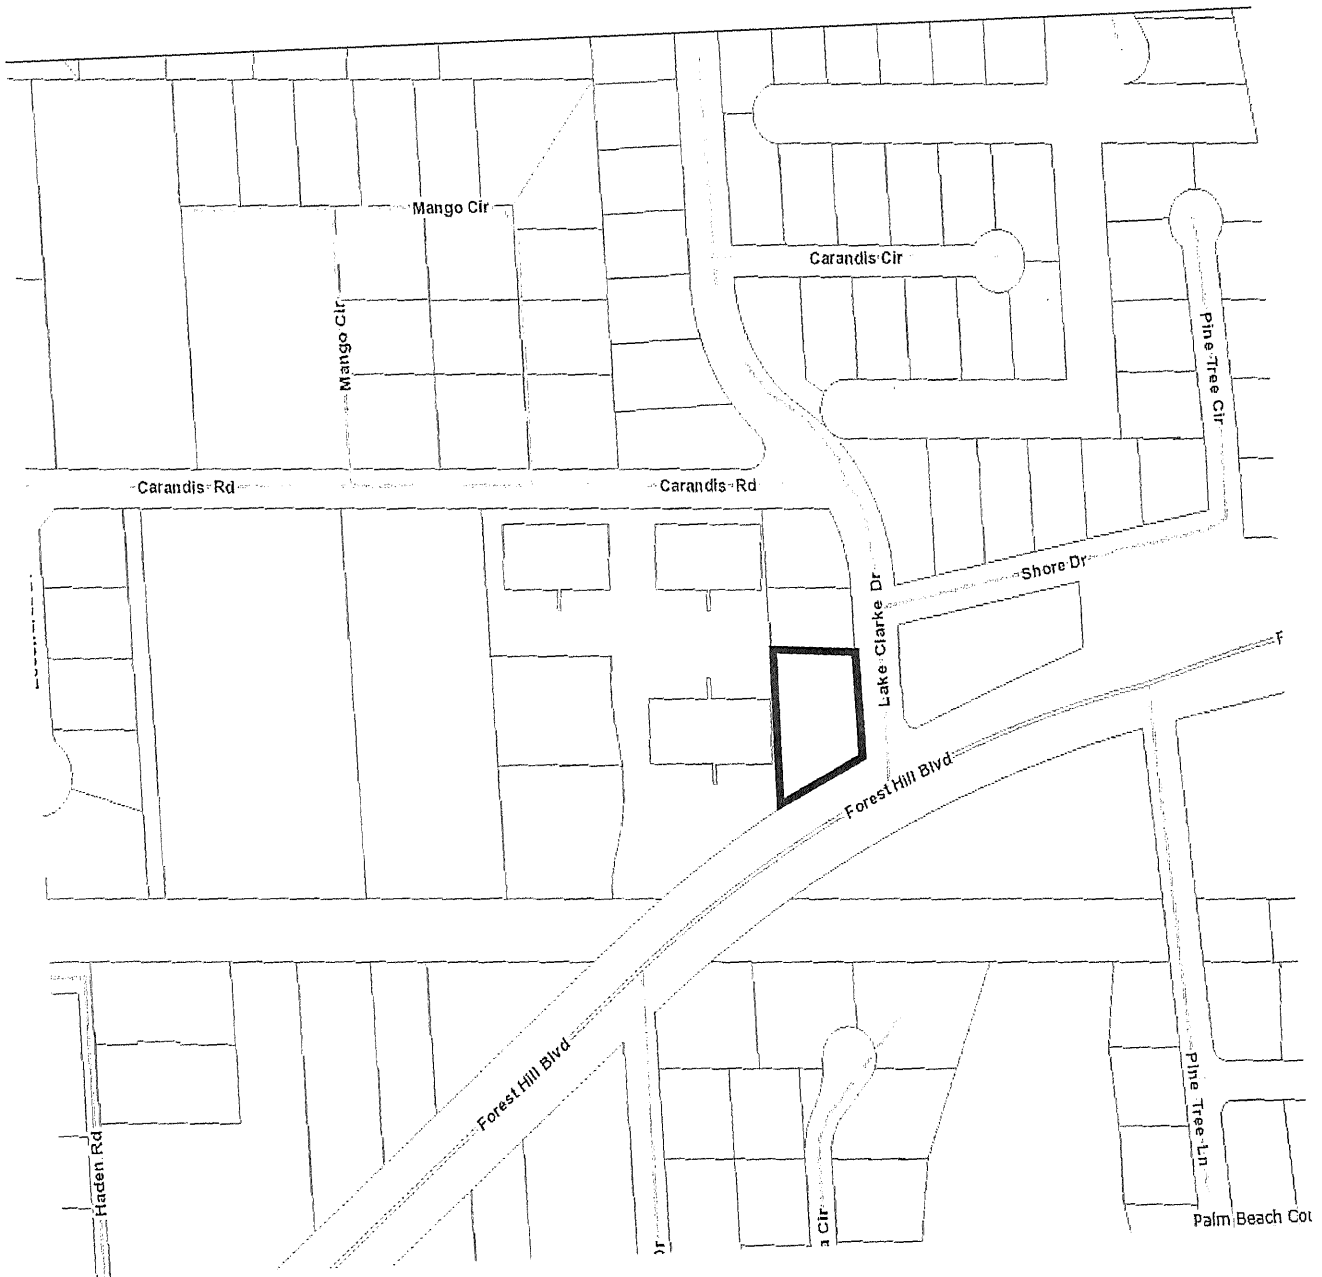 Mango Cir
Carandis Cir
Mango Cir
Pine Tree Cir
Carandis Rd
Carandis Rd
Shore Dr
Lake Clarke Dr
F
Forest Hill Blvd
Forest Hill Blvd
Haden Rd
Pine Tree Ln
Cir
Palm Beach Cou